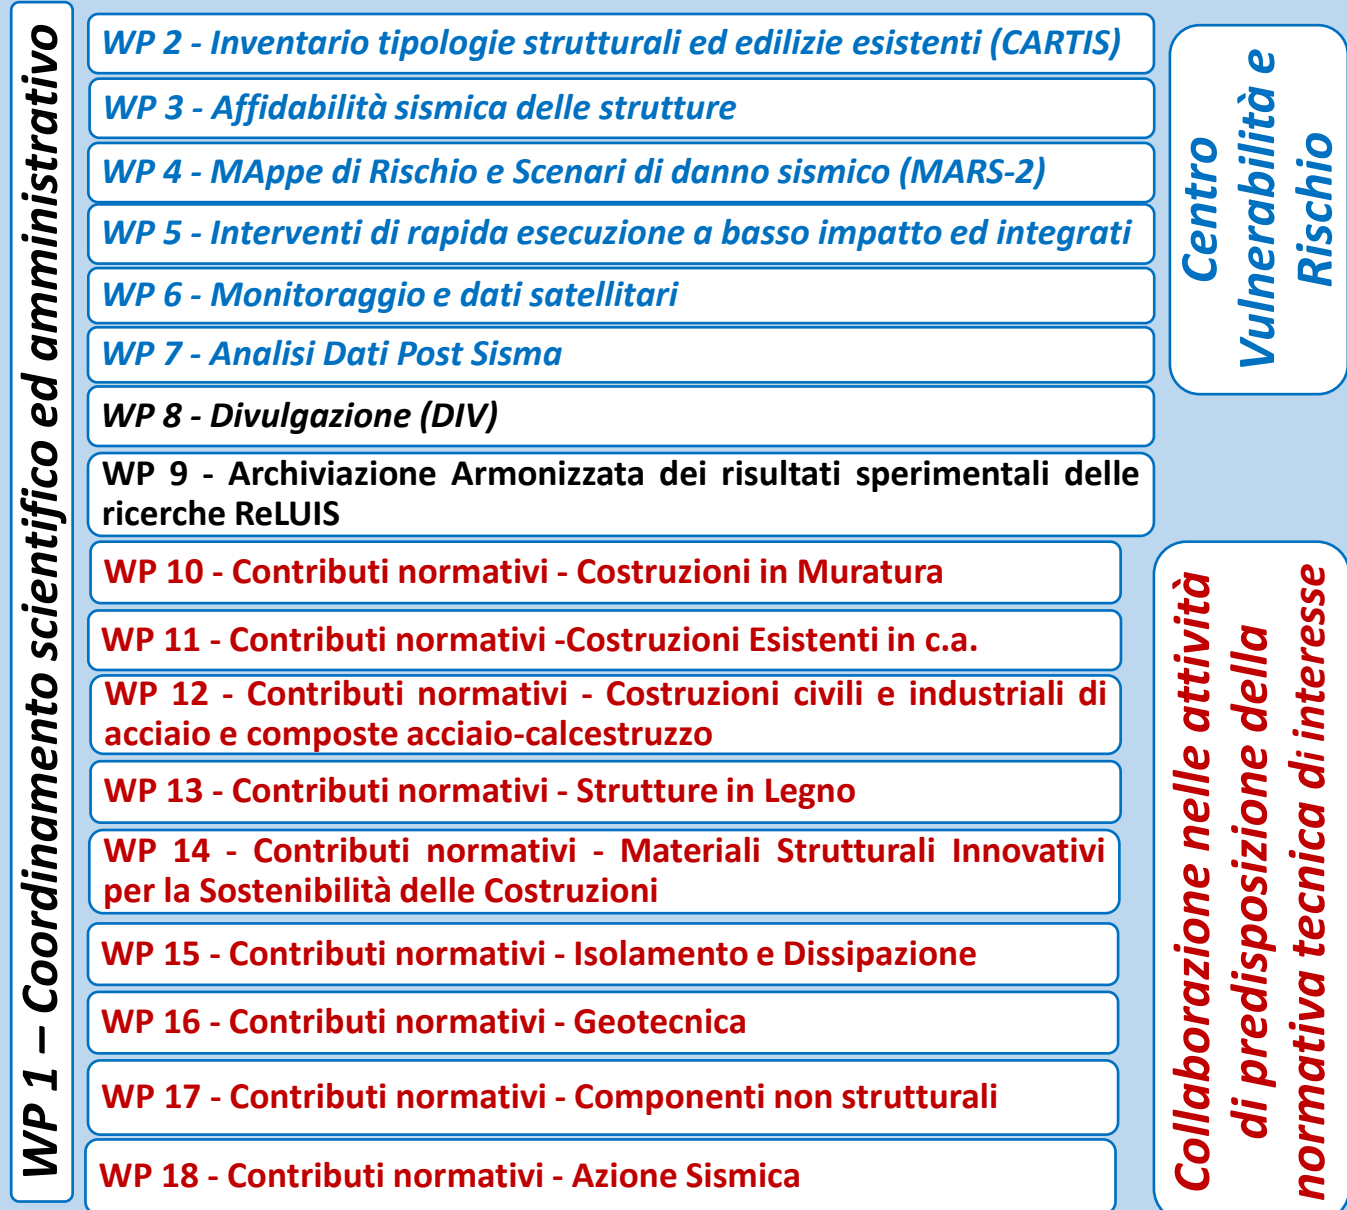 WP 1 – Coordinamento scientifico ed amministrativo
WP 2 - Inventario tipologie strutturali ed edilizie esistenti (CARTIS)
WP 3 - Affidabilità sismica delle strutture
WP 4 - MAppe di Rischio e Scenari di danno sismico (MARS-2)
WP 5 - Interventi di rapida esecuzione a basso impatto ed integrati
WP 6 - Monitoraggio e dati satellitari
WP 7 - Analisi Dati Post Sisma
Centro
Vulnerabilità e
Rischio
WP 8 - Divulgazione (DIV)
WP 9 - Archiviazione Armonizzata dei risultati sperimentali delle
ricerche ReLUIS
WP 10 - Contributi normativi - Costruzioni in Muratura
WP 11 - Contributi normativi -Costruzioni Esistenti in c.a.
WP 12 - Contributi normativi - Costruzioni civili e industriali di
acciaio e composte acciaio-calcestruzzo
WP 13 - Contributi normativi - Strutture in Legno
WP 14 - Contributi normativi - Materiali Strutturali Innovativi
per la Sostenibilità delle Costruzioni
WP 15 - Contributi normativi - Isolamento e Dissipazione
WP 16 - Contributi normativi - Geotecnica
WP 17 - Contributi normativi - Componenti non strutturali
WP 18 - Contributi normativi - Azione Sismica
Collaborazione nelle attività
di predisposizione della
normativa tecnica di interesse